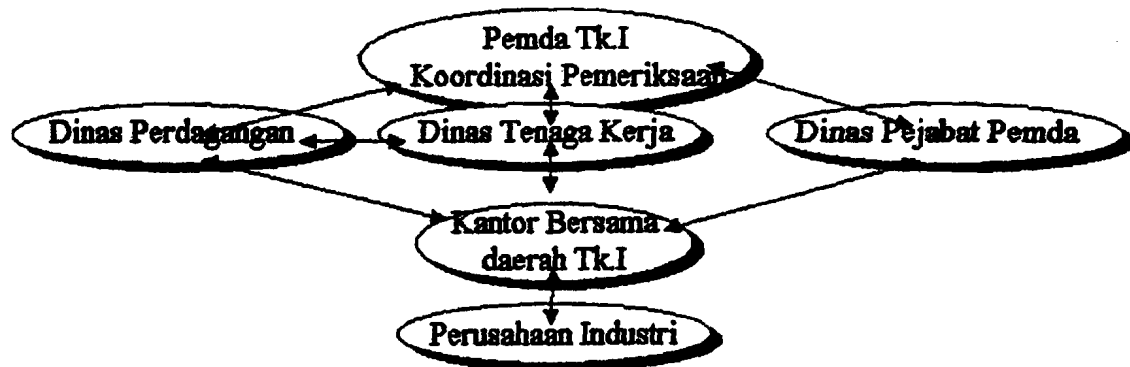 Pemda Tk.I
Koordinasi Pemeriksaan
Dinas Perdagangan
Dinas Tenaga Kerja
Dinas Pejabat Pemda
Kantor Bersama
daerah Tk.I
Perusahaan Industri